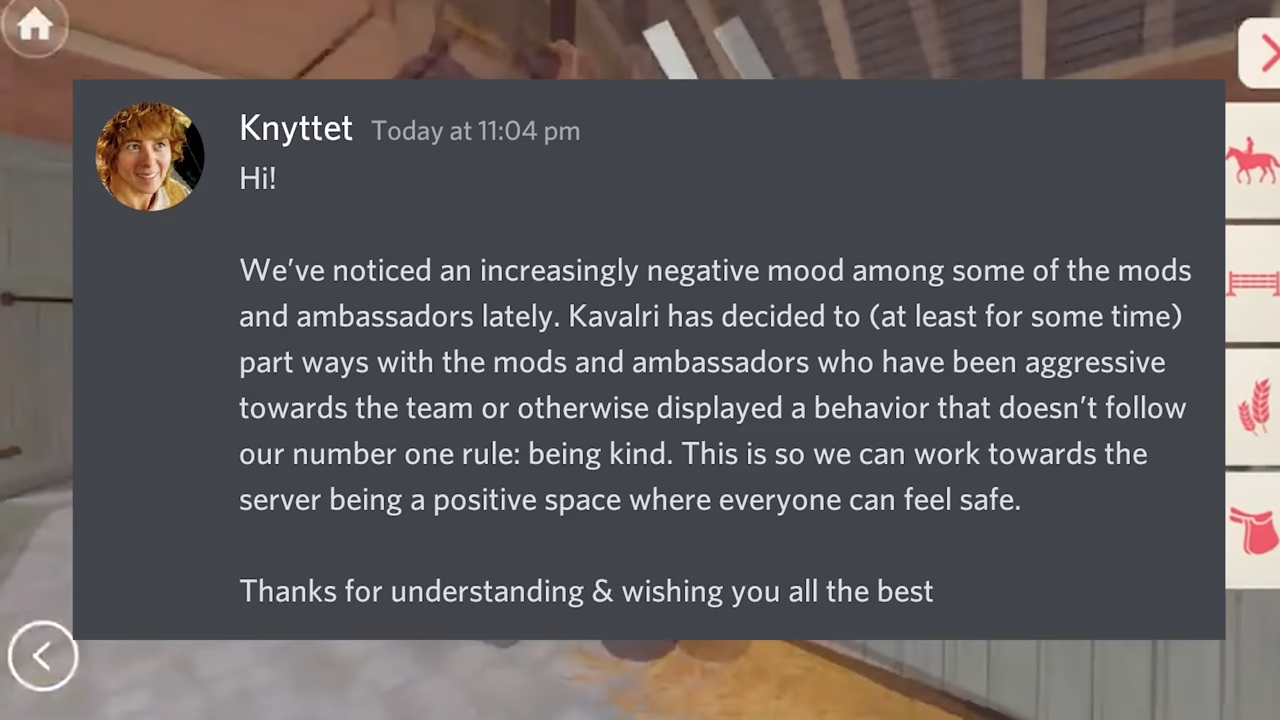 Knyttet Today at 11:04 pm
Hi!
We’ve noticed an increasingly negative mood among some of the mods
and ambassadors lately. Kavalri has decided to (at least for some time)
part ways with the mods and ambassadors who have been aggressive
towards the team or otherwise displayed a behavior that doesn’t follow
our number one rule: being kind. This is so we can work towards the
server being a positive space where everyone can feel safe.
Thanks for understanding & wishing you all the best